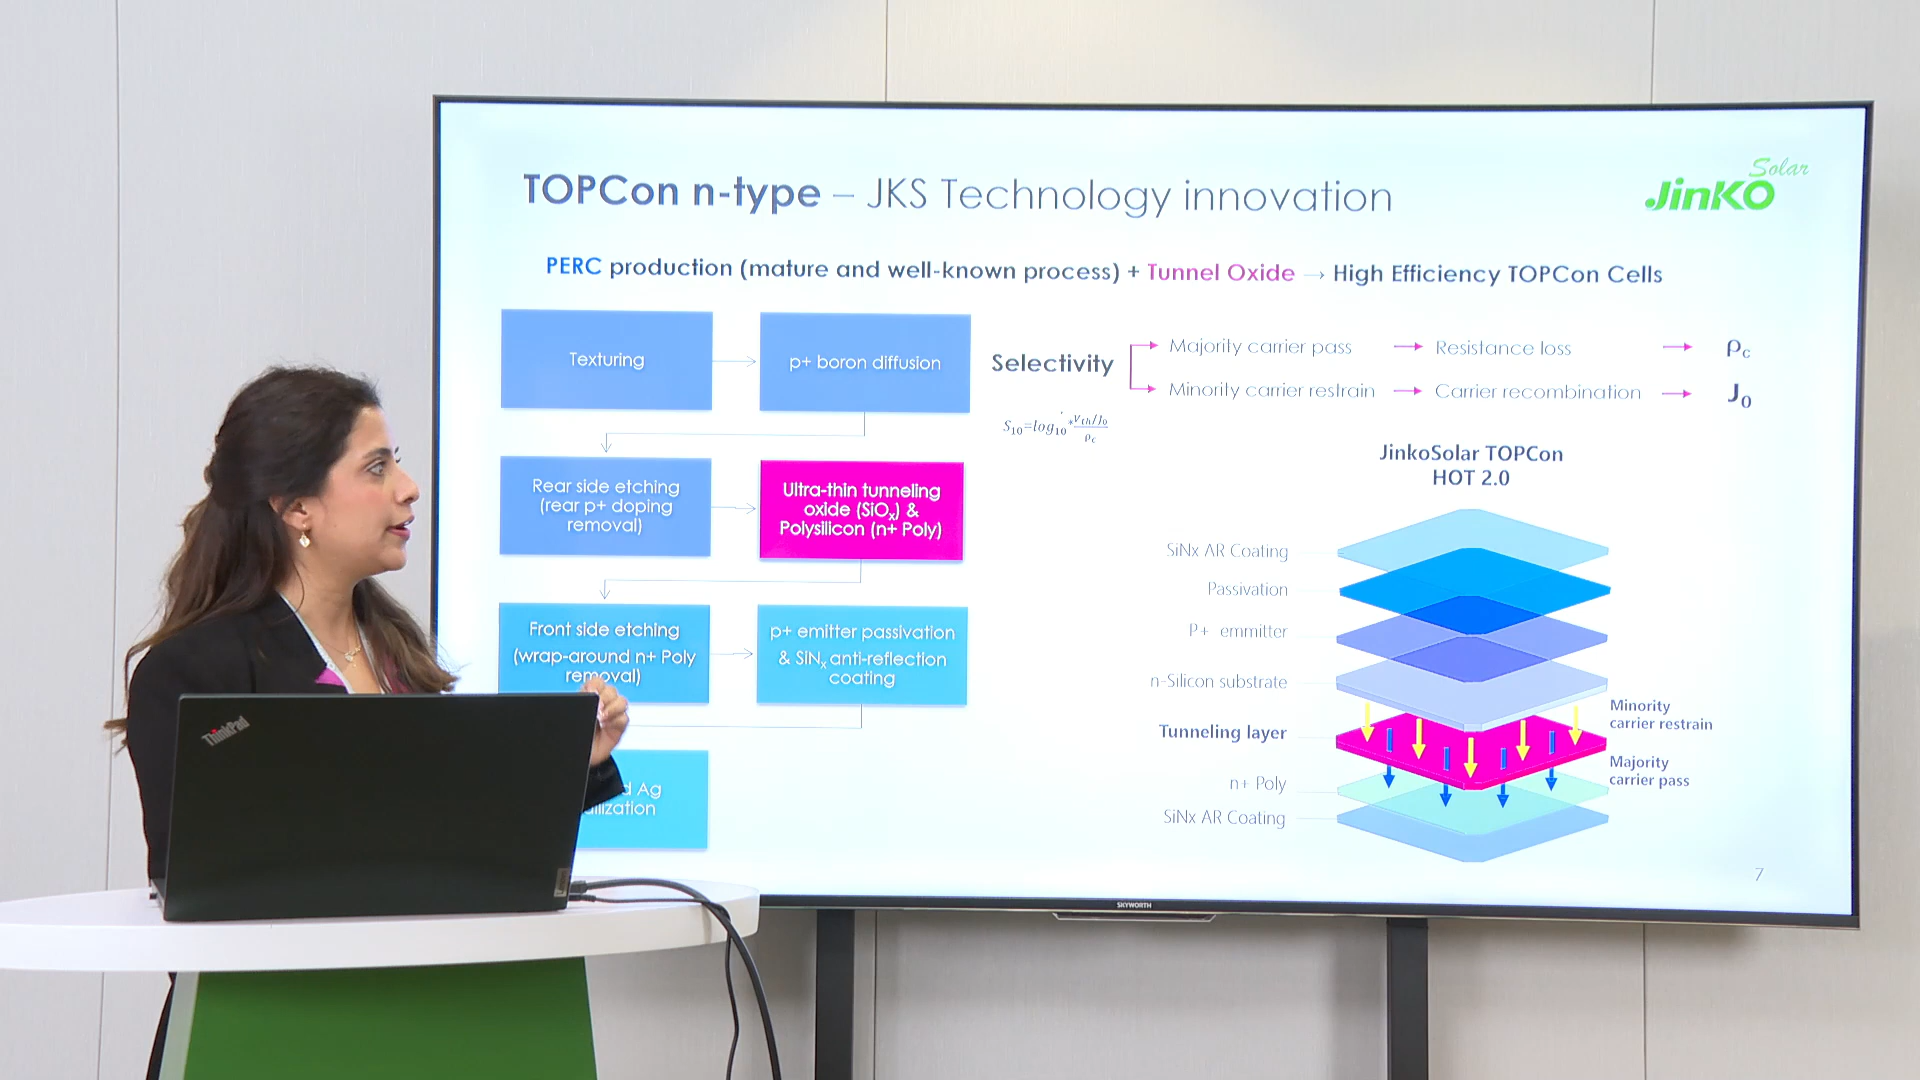 TOPCon n-type – JKS Technology innovation
Solar
JinKO
PERC production (mature and well-known process) + Tunnel Oxide → High Efficiency TOPCon Cells
Texturing
p+ boron diffusion
Selectivity
Majority carrier pass
Resistance loss
ρc
Minority carrier restrain
Carrier recombination
J0
Rear side etching
(rear p+ doping
removal)
Ultra-thin tunneling
oxide (SiOx) &
Polysilicon (n+ Poly)
Front side etching
(wrap-around n+ Poly
removal)
p+ emitter passivation
& SiNx anti-reflection
coating
Ag
JinkoSolar TOPCon
HOT 2.0
SiNx AR Coating
Passivation
P+ emmitter
n-Silicon substrate
Tunneling layer
n+ Poly
SiNx AR Coating
Minority
carrier restrain
Majority
carrier pass
7
SKYWORTH
ThinkPad